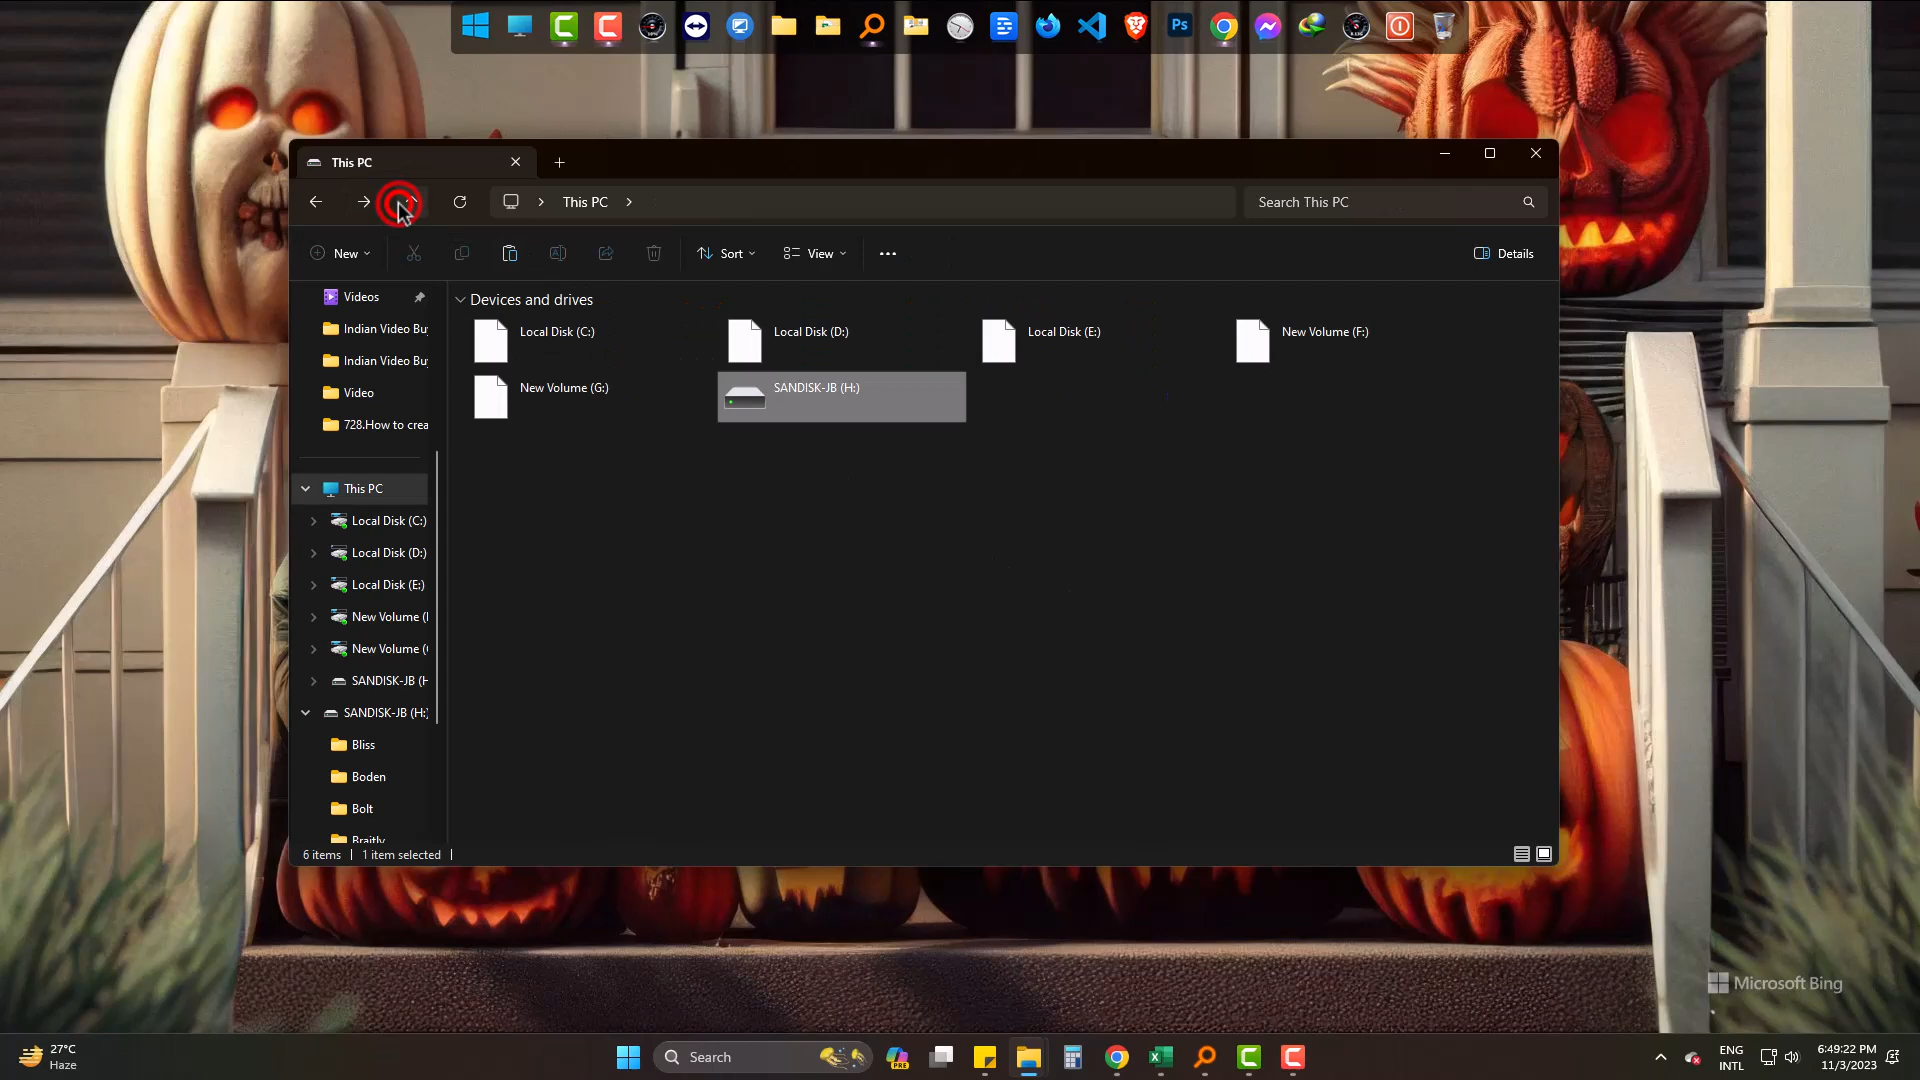 Ps
This PC
This PC
Search This PC
New
Sort
View
Details
Videos
Indian Video Bu
Indian Video Bu
Video
728.How to crea
This PC
Local Disk (C:)
Local Disk (D:)
Local Disk (E:)
New Volume (
New Volume (
SANDISK-JB (H
SANDISK-JB (H:)
Bliss
Boden
Bolt
Braitly
Devices and drives
Local Disk (C:)
Local Disk (D:)
Local Disk (E:)
New Volume (F:)
New Volume (G:)
SANDISK-JB (H:)
6 items
1 item selected
Microsoft Bing
27°C
Haze
Search
PRE
ENG
INTL
6:49:22 PM
11/3/2023